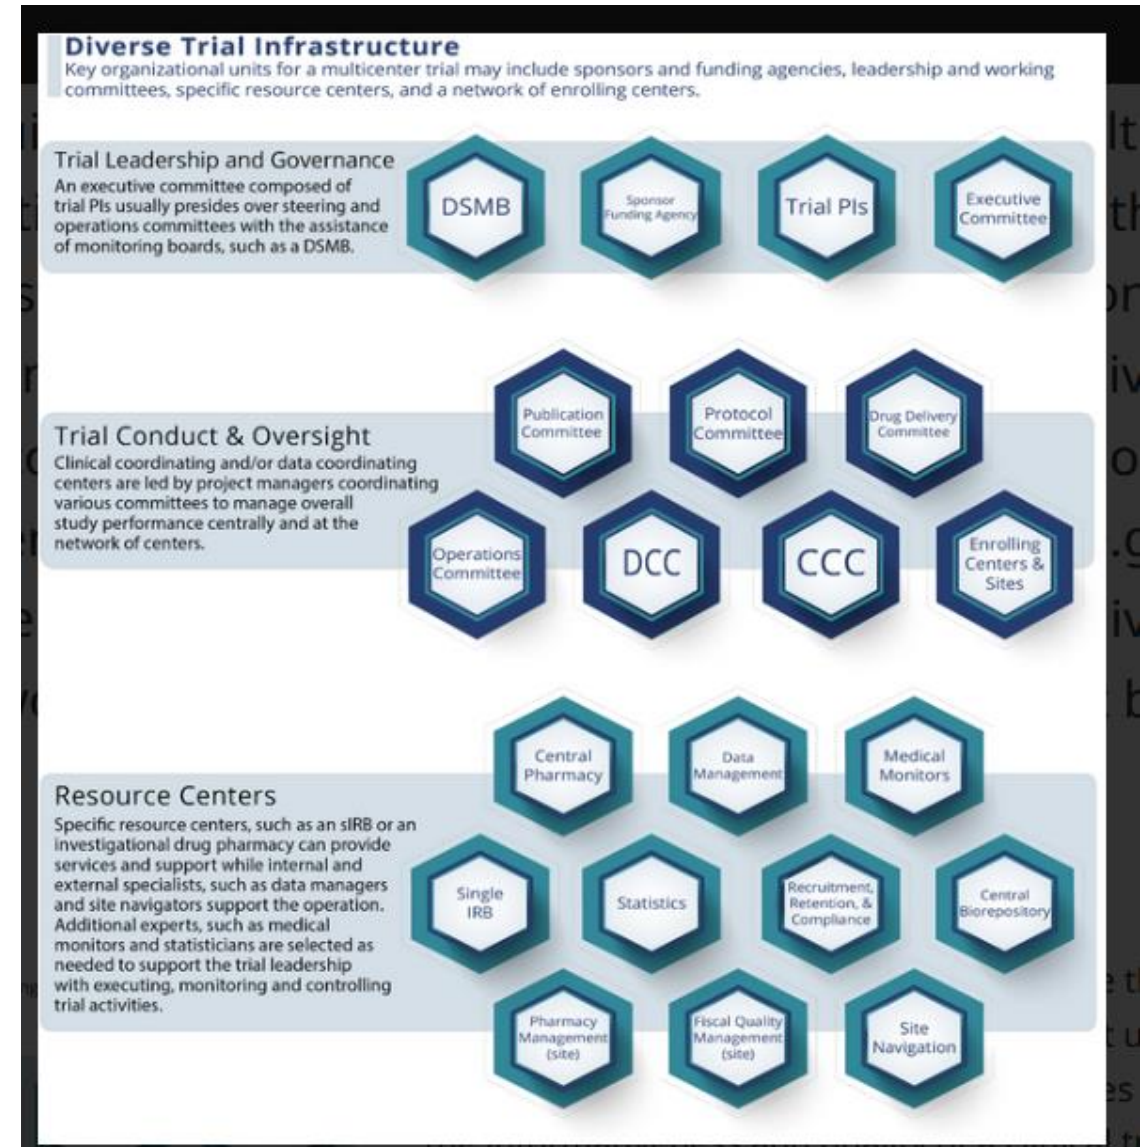 Diverse Trial Infrastructure
Key organizational units for a multicenter trial may include sponsors and funding agencies, leadership and working
committees, specific resource centers, and a network of enrolling centers.
Trial Leadership and Governance
An executive committee composed of
trial PIs usually presides over steering and
operations committees with the assistance
of monitoring boards, such as a DSMB.
DSMB
Sponsor
Funding Agency
Trial PIs
Executive
Committee
Trial Conduct & Oversight
Clinical coordinating and/or data coordinating
centers are led by project managers coordinating
various committees to manage overall
study performance centrally and at the
network of centers.
Publication
Committee
Protocol
Committee
Drug Delivery
Committee
Operations
Committee
DCC
CCC
Enrolling
Centers &
Sites
Resource Centers
Specific resource centers, such as an sIRB or an
investigational drug pharmacy can provide
services and support while internal and
external specialists, such as data managers
and site navigators support the operation.
Additional experts, such as medical
monitors and statisticians are selected as
needed to support the trial leadership
with executing, monitoring and controlling
trial activities.
Central
Pharmacy
Data
Management
Medical
Monitors
Single
IRB
Statistics
Recruitment,
Retention, &
Compliance
Central
Biorepository
Pharmacy
Management
(site)
Fiscal Quality
Management
(site)
Site
Navigation